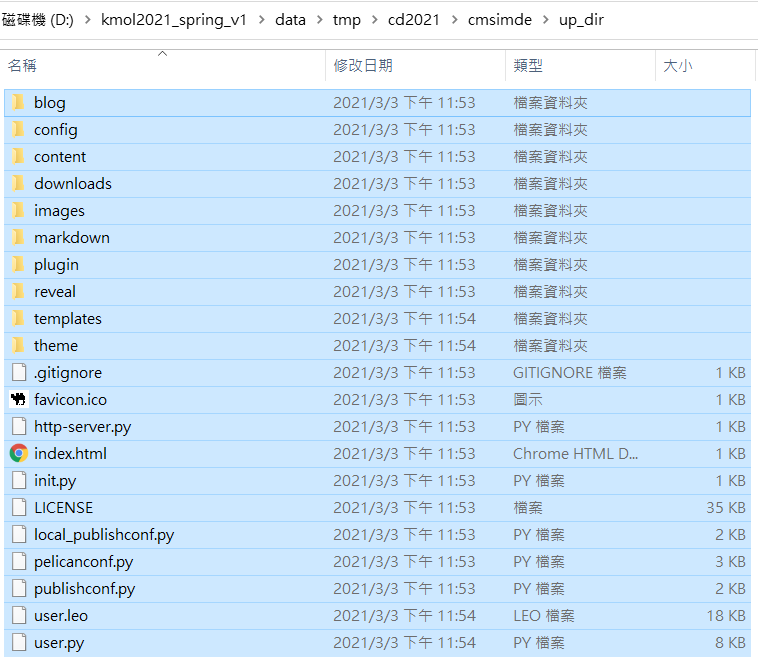 磁碟機 (D:) > kmol2021_spring_v1 > data > tmp > cd2021 > cmsimde > up_dir
名稱 修改日期 類型 大小
blog 2021/3/3 下午 11:53 檔案資料夾
config 2021/3/3 下午 11:53 檔案資料夾
content 2021/3/3 下午 11:53 檔案資料夾
downloads 2021/3/3 下午 11:53 檔案資料夾
images 2021/3/3 下午 11:53 檔案資料夾
markdown 2021/3/3 下午 11:53 檔案資料夾
plugin 2021/3/3 下午 11:53 檔案資料夾
reveal 2021/3/3 下午 11:53 檔案資料夾
templates 2021/3/3 下午 11:54 檔案資料夾
theme 2021/3/3 下午 11:54 檔案資料夾
.gitignore 2021/3/3 下午 11:53 GITIGNORE 檔案 1 KB
favicon.ico 2021/3/3 下午 11:53 圖示 1 KB
http-server.py 2021/3/3 下午 11:53 PY 檔案 1 KB
index.html 2021/3/3 下午 11:53 Chrome HTML D... 1 KB
init.py 2021/3/3 下午 11:53 PY 檔案 1 KB
LICENSE 2021/3/3 下午 11:53 檔案 35 KB
local_publishconf.py 2021/3/3 下午 11:53 PY 檔案 2 KB
pelicanconf.py 2021/3/3 下午 11:53 PY 檔案 3 KB
publishconf.py 2021/3/3 下午 11:53 PY 檔案 2 KB
user.leo 2021/3/3 下午 11:54 LEO 檔案 18 KB
user.py 2021/3/3 下午 11:54 PY 檔案 8 KB